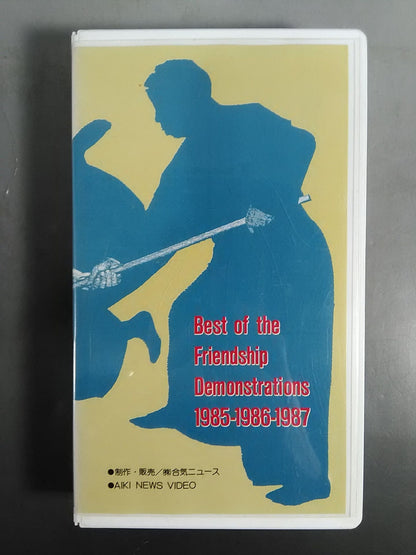 Best of the
Friendship
Demonstrations
1985-1986-1987
●制作・販売/㈱合気ニュース
●AIKI NEWS VIDEO